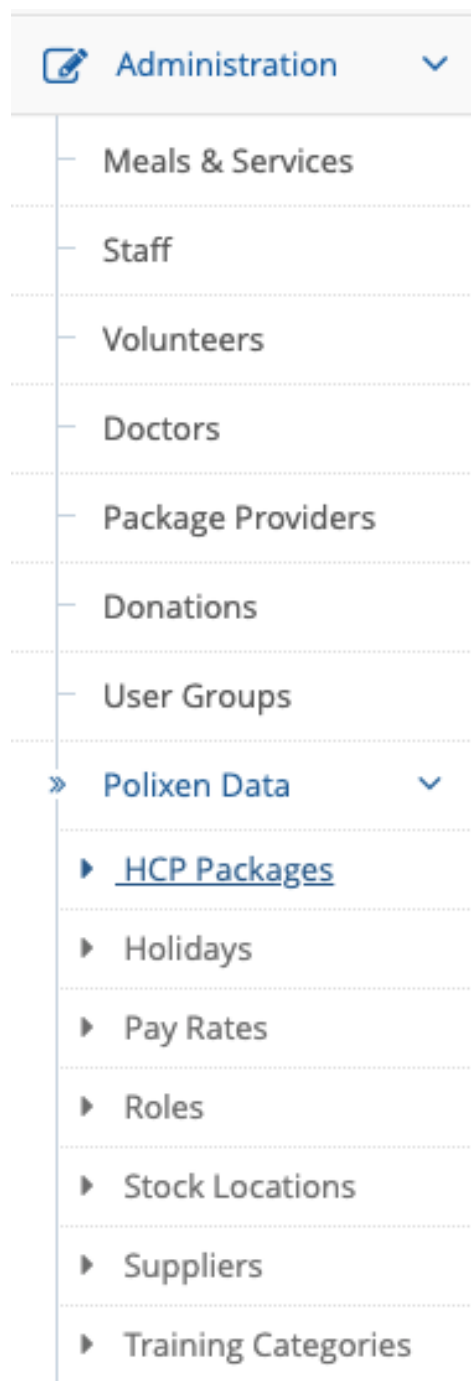 Administration
Meals & Services
Staff
Volunteers
Doctors
Package Providers
Donations
User Groups
Polixen Data
HCP Packages
Holidays
Pay Rates
Roles
Stock Locations
Suppliers
Training Categories